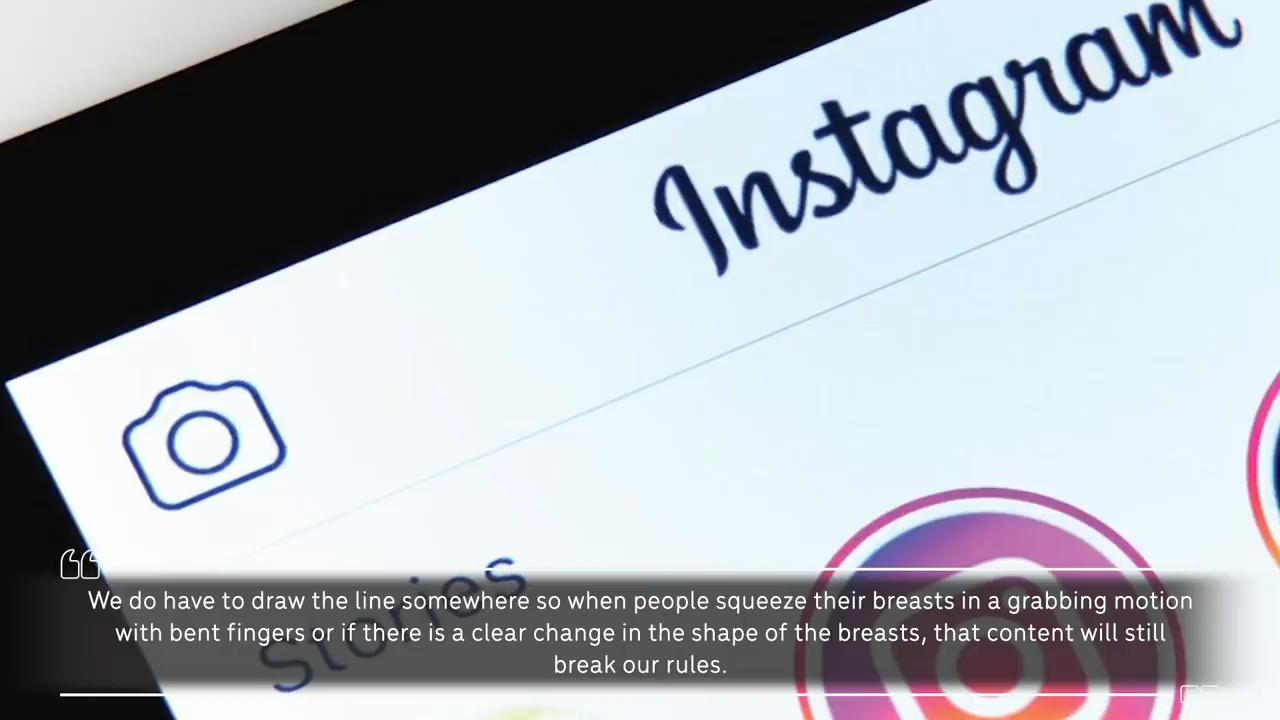 Instagram
Stories
We do have to draw the line somewhere so when people squeeze their breasts in a grabbing motion
with bent fingers or if there is a clear change in the shape of the breasts, that content will still
break our rules.